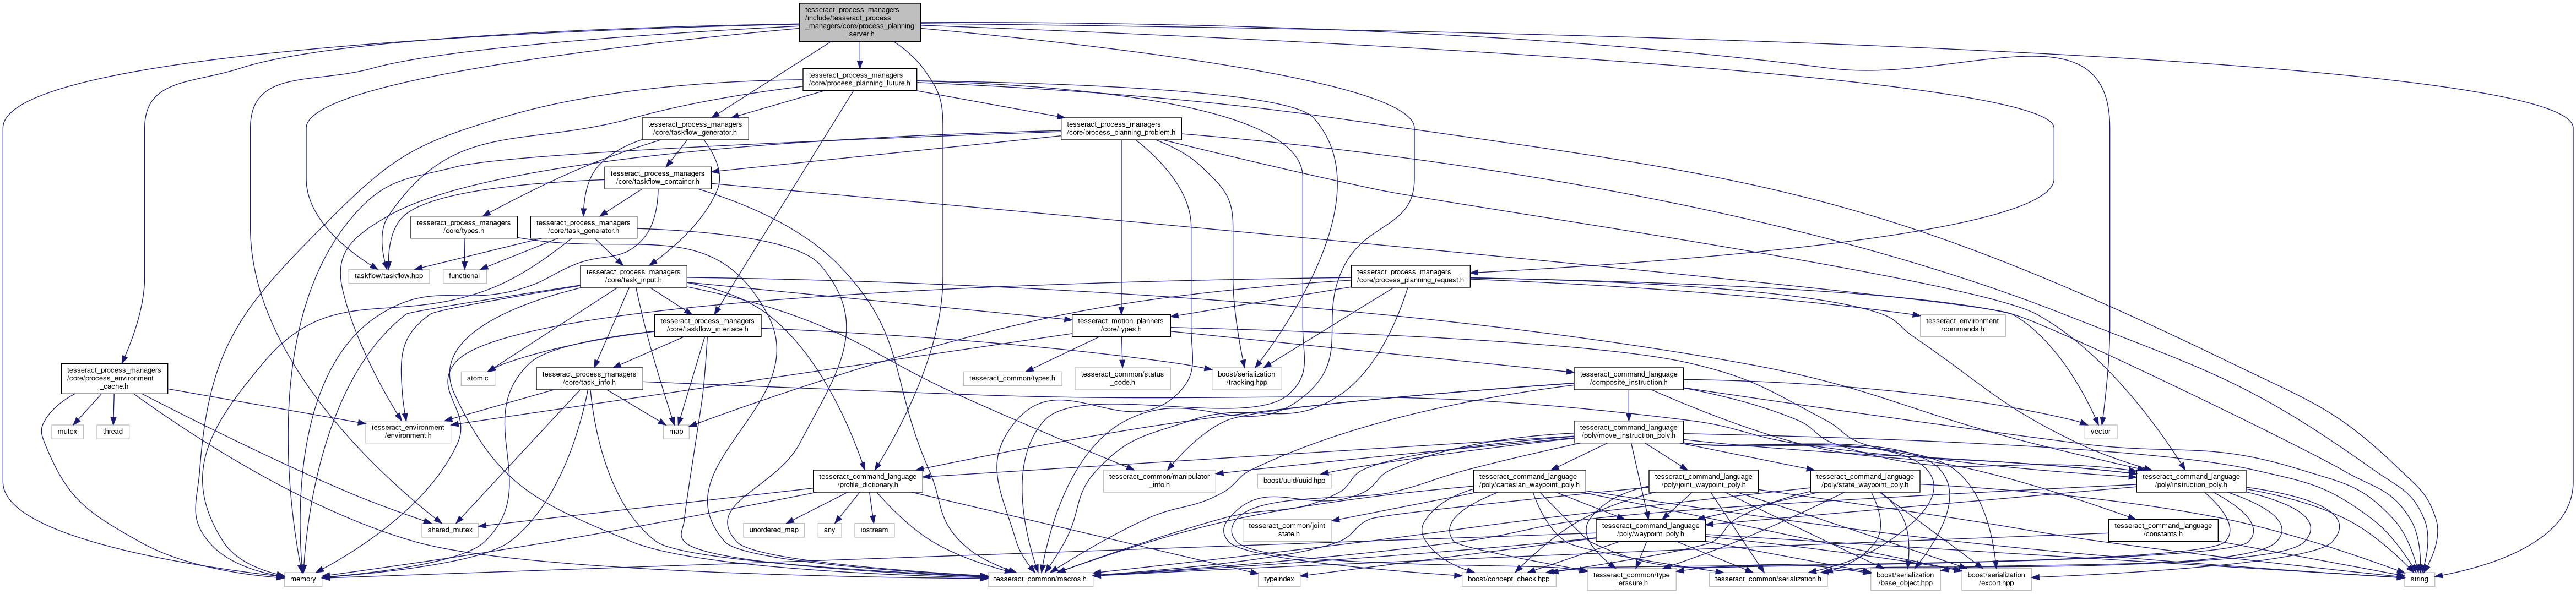 tesseract_process_managers
/include/tesseract_process
_managers/core/process_planning
_server.h
tesseract_process_managers
/core/process_planning_future.h
tesseract_process_managers
/core/taskflow_generator.h
tesseract_process_managers
/core/process_planning_problem.h
tesseract_process_managers
/core/taskflow_container.h
tesseract_process_managers
/core/types.h
tesseract_process_managers
/core/task_generator.h
taskflow/taskflow.hpp
functional
tesseract_process_managers
/core/task_input.h
tesseract_process_managers
/core/process_planning_request.h
tesseract_process_managers
/core/taskflow_interface.h
tesseract_motion_planners
/core/types.h
tesseract_environment
/commands.h
tesseract_process_managers
/core/process_environment
_cache.h
atomic
tesseract_process_managers
/core/task_info.h
tesseract_common/types.h
tesseract_common/status
_code.h
boost/serialization
/tracking.hpp
tesseract_command_language
/composite_instruction.h
mutex
thread
tesseract_environment
/environment.h
map
tesseract_command_language
/poly/move_instruction_poly.h
vector
tesseract_command_language
/profile_dictionary.h
tesseract_common/manipulator
_info.h
boost/uuid/uuid.hpp
tesseract_command_language
/poly/cartesian_waypoint_poly.h
tesseract_command_language
/poly/joint_waypoint_poly.h
tesseract_command_language
/poly/state_waypoint_poly.h
tesseract_command_language
/poly/instruction_poly.h
shared_mutex
unordered_map
any
iostream
tesseract_common/joint
_state.h
tesseract_command_language
/poly/waypoint_poly.h
tesseract_command_language
/constants.h
memory
tesseract_common/macros.h
typeindex
boost/concept_check.hpp
tesseract_common/type
_erasure.h
tesseract_common/serialization.h
boost/serialization
/base_object.hpp
boost/serialization
/export.hpp
string